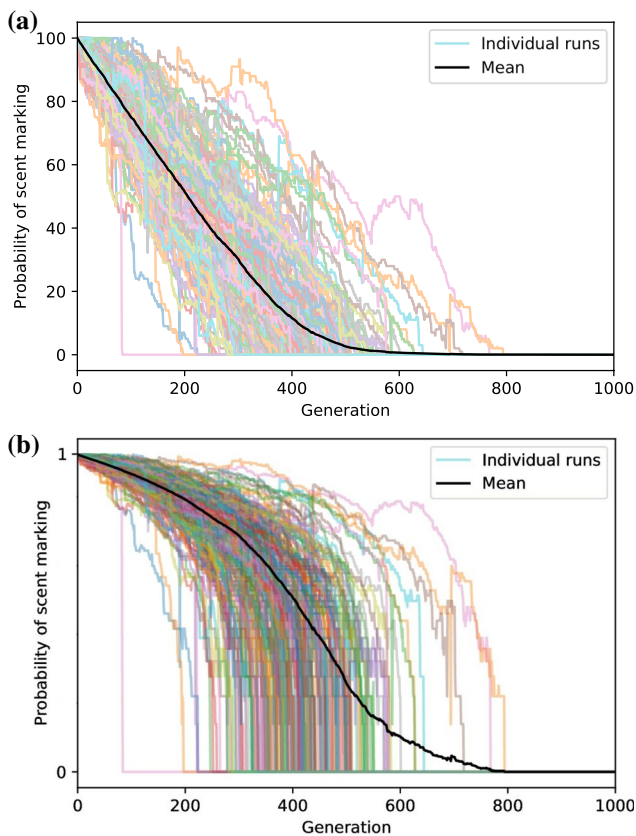 (a)
100
80
60
40
20
0
Probability of scent marking
Individual runs
Mean
0 200 400 600 800 1000
Generation
(b)
1
0
Probability of scent marking
Individual runs
Mean
0 200 400 600 800 1000
Generation